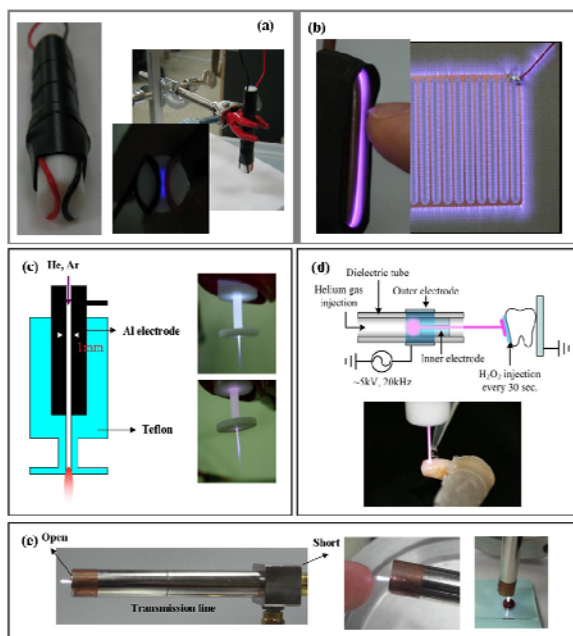 (a)
(b)
(c)
He, Ar
Al electrode
1mm
Teflon
(d)
Dielectric tube
Helium gas
injection
Outer electrode
Inner electrode
~5kV, 20kHz
H₂O₂ injection
every 30 sec.
(e)
Open
Short
Transmission line